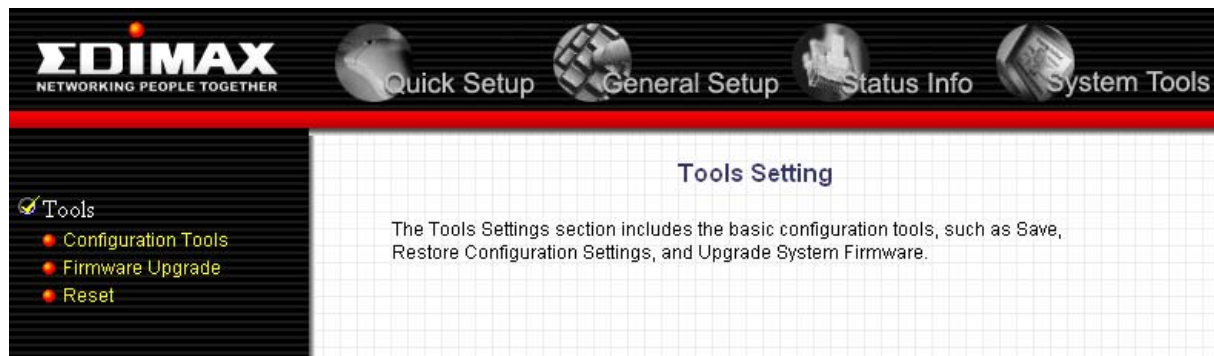 EDIMAX
NETWORKING PEOPLE TOGETHER
Quick Setup
General Setup
Status Info
System Tools
Tools
Configuration Tools
Firmware Upgrade
Reset
Tools Setting
The Tools Settings section includes the basic configuration tools, such as Save,
Restore Configuration Settings, and Upgrade System Firmware.